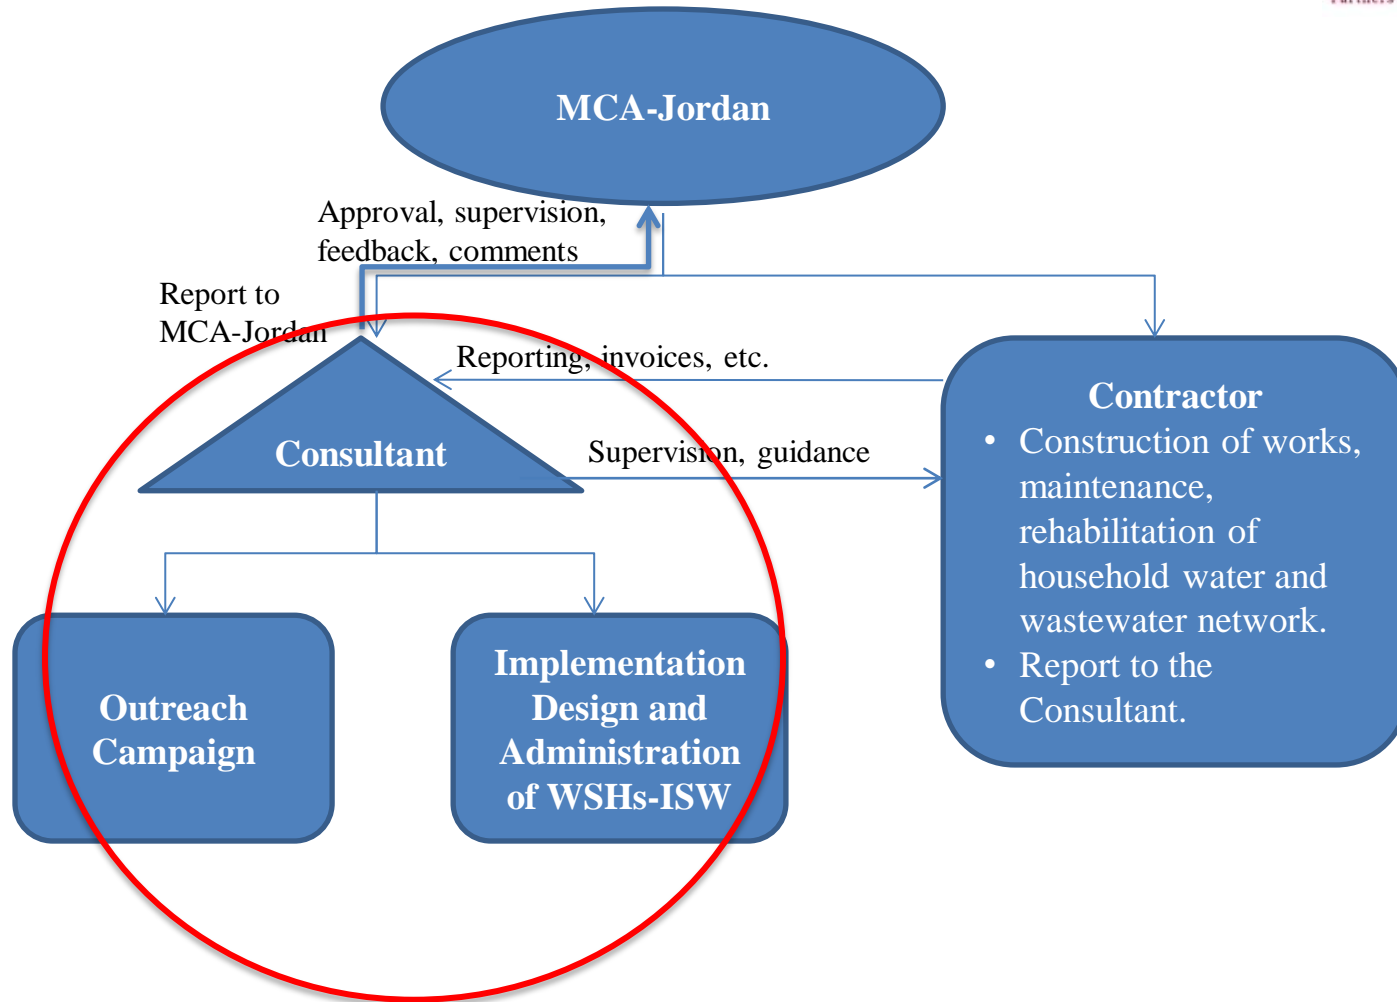 Partners
MCA-Jordan
Approval, supervision,
feedback, comments
Report to
MCA-Jordan
Reporting, invoices, etc.
Consultant
Supervision, guidance
Contractor
• Construction of works,
maintenance,
rehabilitation of
household water and
wastewater network.
• Report to the
Consultant.
Outreach
Campaign
Implementation
Design and
Administration
of WSHs-ISW